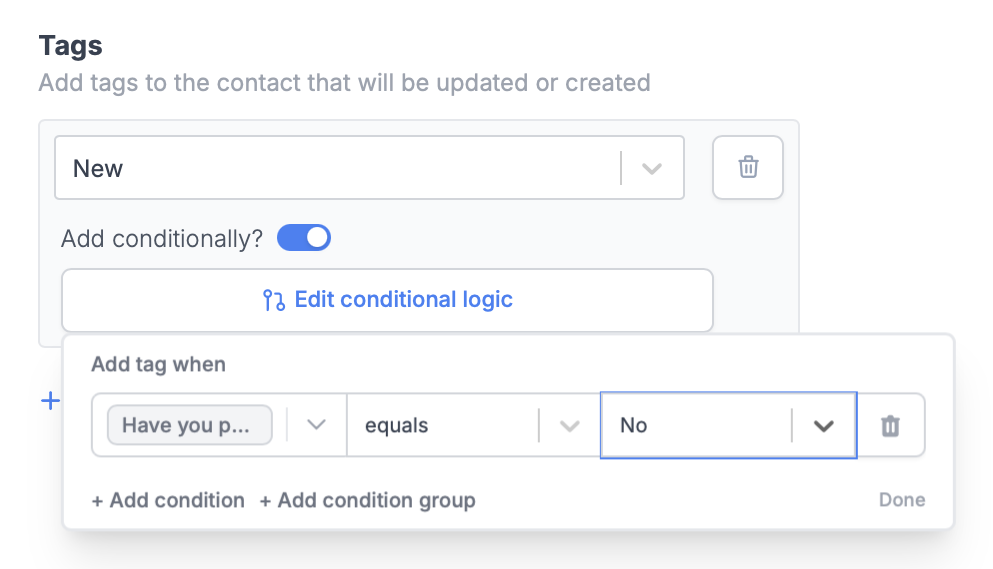 Tags
Add tags to the contact that will be updated or created
New
Add conditionally?
Edit conditional logic
Add tag when
Have you p... equals No
+ Add condition + Add condition group Done